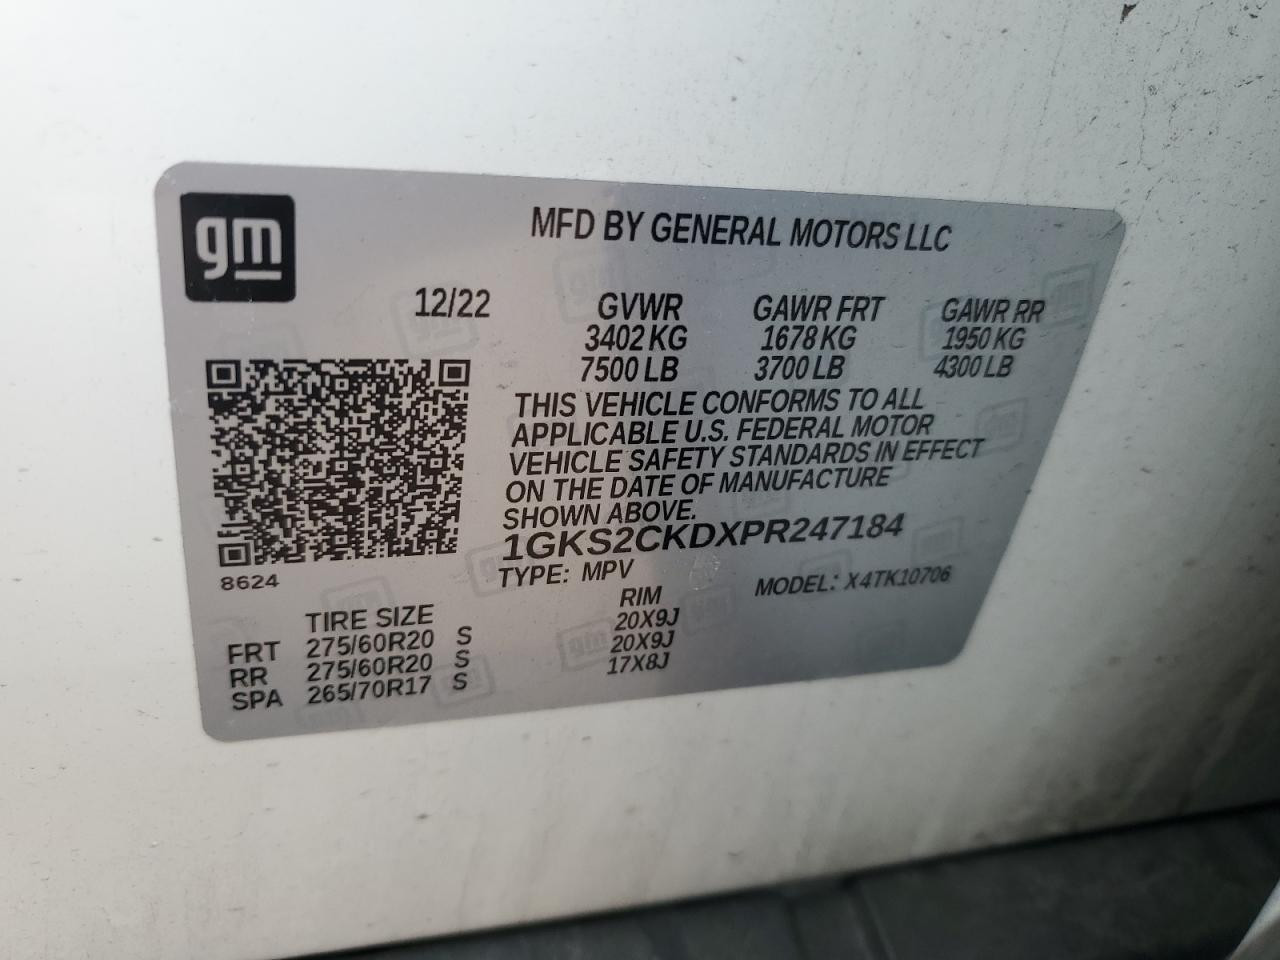 gm
MFD BY GENERAL MOTORS LLC
12/22 GVWR GAWR FRT GAWR RR
3402 KG 1678 KG 1950 KG
7500 LB 3700 LB 4300 LB
THIS VEHICLE CONFORMS TO ALL
APPLICABLE U.S. FEDERAL MOTOR
VEHICLE SAFETY STANDARDS IN EFFECT
ON THE DATE OF MANUFACTURE
SHOWN ABOVE.
1GKS2CKDXPR247184
8624 TYPE: MPV MODEL: X4TK10706
TIRE SIZE RIM
FRT 275/60R20 S 20X9J
RR 275/60R20 S 20X9J
SPA 265/70R17 S 17X8J